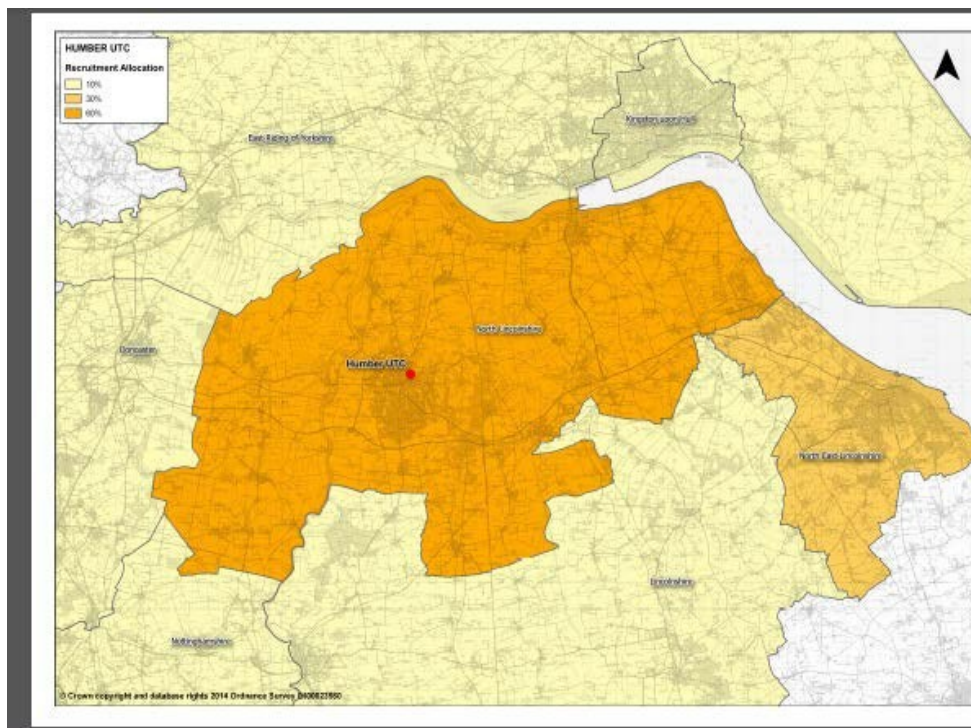 HUMBER UTC
Recruitment Allocation
10%
30%
60%
East Riding of Yorkshire
Kingston upon Hull
Doncaster
North Lincolnshire
Humber UTC
North East Lincolnshire
Lincolnshire
Nottinghamshire
© Crown copyright and database rights 2014 Ordnance Survey